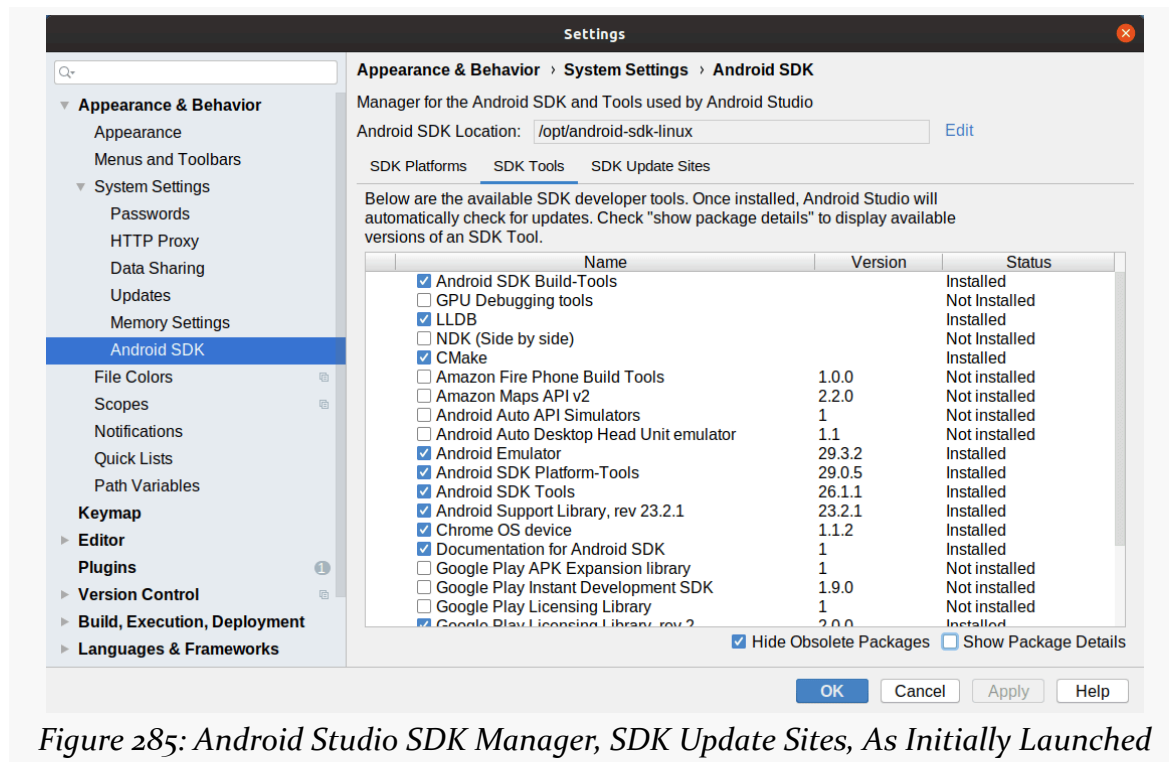 Settings
Appearance & Behavior
Appearance
Menus and Toolbars
System Settings
Passwords
HTTP Proxy
Data Sharing
Updates
Memory Settings
Android SDK
File Colors
Scopes
Notifications
Quick Lists
Path Variables
Keymap
Editor
Plugins 1
Version Control
Build, Execution, Deployment
Languages & Frameworks
Appearance & Behavior › System Settings › Android SDK
Manager for the Android SDK and Tools used by Android Studio
Android SDK Location: /opt/android-sdk-linux Edit
SDK Platforms SDK Tools SDK Update Sites
Below are the available SDK developer tools. Once installed, Android Studio will
automatically check for updates. Check "show package details" to display available
versions of an SDK Tool.
Name Version Status
Android SDK Build-Tools Installed
GPU Debugging tools Not Installed
LLDB Installed
NDK (Side by side) Not Installed
CMake Installed
Amazon Fire Phone Build Tools 1.0.0 Not installed
Amazon Maps API v2 2.2.0 Not installed
Android Auto API Simulators 1 Not installed
Android Auto Desktop Head Unit emulator 1.1 Not installed
Android Emulator 29.3.2 Installed
Android SDK Platform-Tools 29.0.5 Installed
Android SDK Tools 26.1.1 Installed
Android Support Library, rev 23.2.1 23.2.1 Installed
Chrome OS device 1.1.2 Installed
Documentation for Android SDK 1 Installed
Google Play APK Expansion library 1 Not installed
Google Play Instant Development SDK 1.9.0 Not installed
Google Play Licensing Library 1 Not installed
Google Play Licensing Library, rev 2 2.0.0 Installed
Hide Obsolete Packages Show Package Details
OK Cancel Apply Help
Figure 285: Android Studio SDK Manager, SDK Update Sites, As Initially Launched